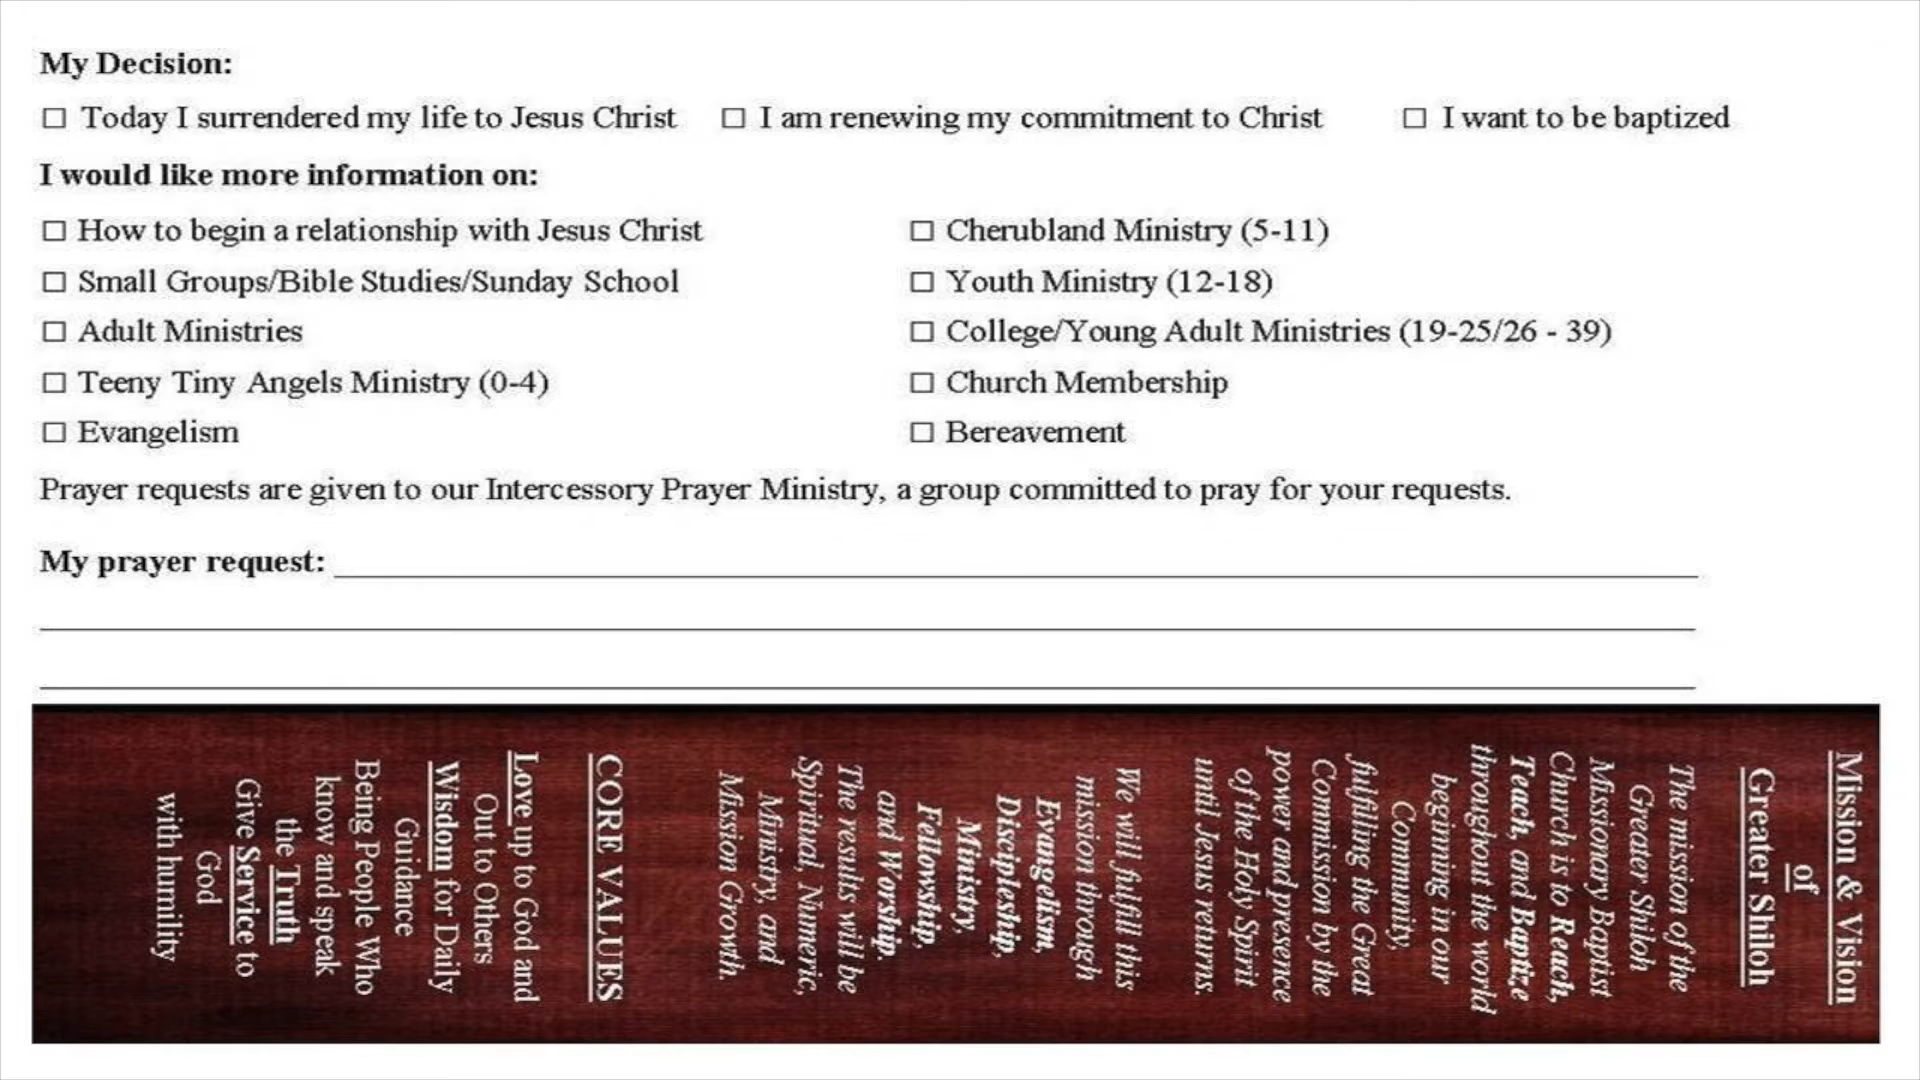 My Decision:
☐ Today I surrendered my life to Jesus Christ ☐ I am renewing my commitment to Christ ☐ I want to be baptized
I would like more information on:
☐ How to begin a relationship with Jesus Christ
☐ Small Groups/Bible Studies/Sunday School
☐ Adult Ministries
☐ Teeny Tiny Angels Ministry (0-4)
☐ Evangelism
☐ Cherubland Ministry (5-11)
☐ Youth Ministry (12-18)
☐ College/Young Adult Ministries (19-25/26 - 39)
☐ Church Membership
☐ Bereavement
Prayer requests are given to our Intercessory Prayer Ministry, a group committed to pray for your requests.
My prayer request:
Mission & Vision
of
Greater Shiloh
The mission of the
Greater Shiloh
Missionary Baptist
Church is to Reach,
Teach, and Baptize
throughout the world
beginning in our
Community,
fulfilling the Great
Commission by the
power and presence
of the Holy Spirit
until Jesus returns.
We will fulfill this
mission through
Evangelism,
Discipleship,
Ministry,
Fellowship,
and Worship.
The results will be
Spiritual, Numeric,
Ministry, and
Mission Growth.
CORE VALUES
Love up to God and
Out to Others
Wisdom for Daily
Guidance
Being People Who
know and speak
the Truth
Give Service to
God
with humility